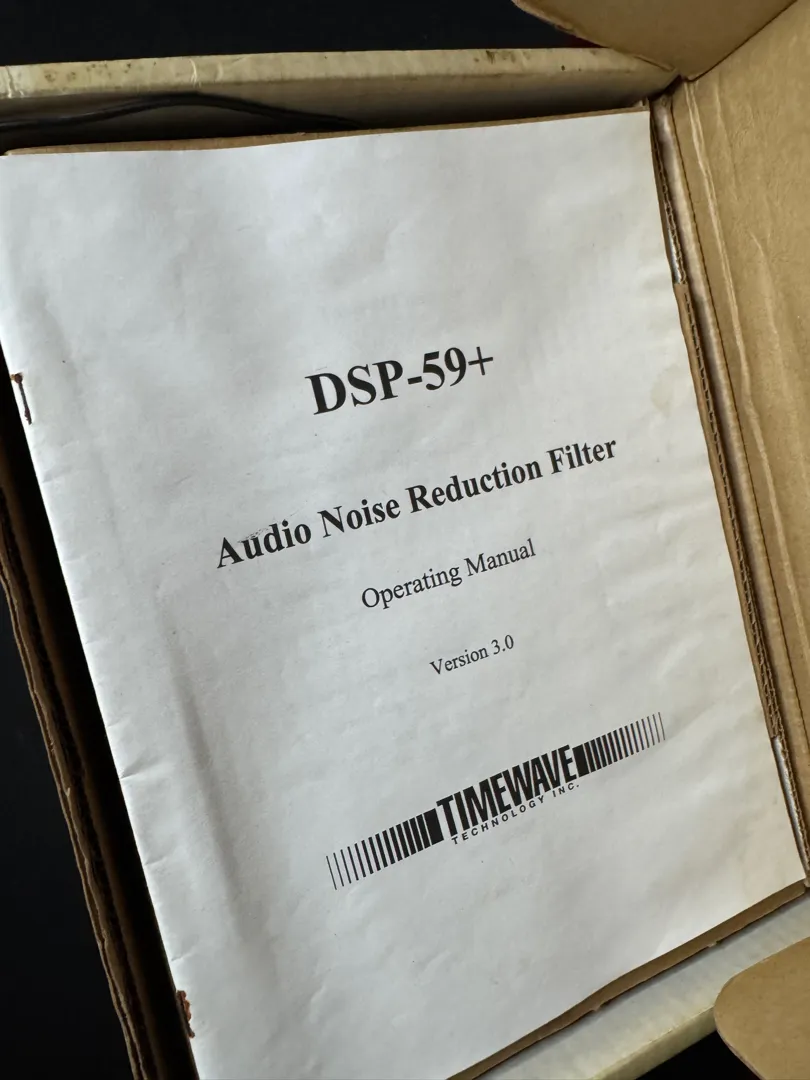 DSP-59+
Audio Noise Reduction Filter
Operating Manual
Version 3.0
TIMEWAVE
TECHNOLOGY INC.